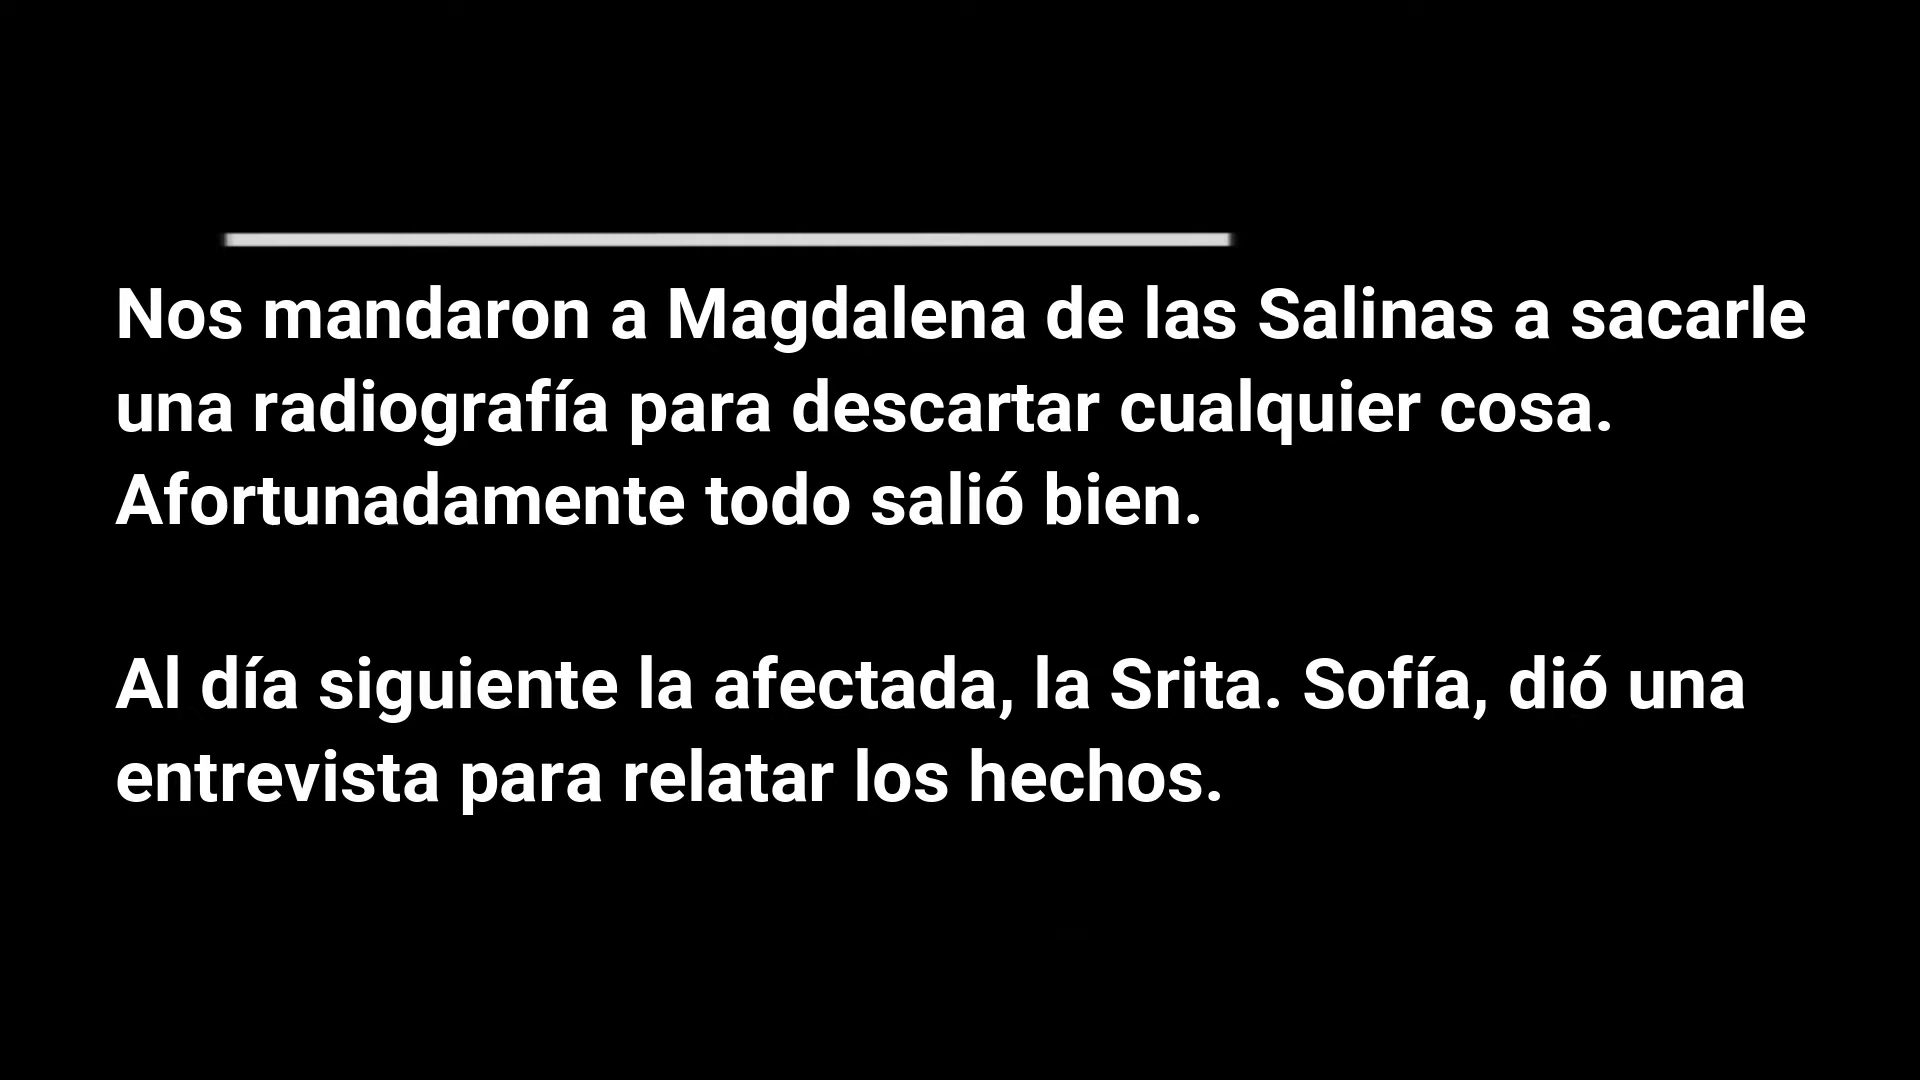 Nos mandaron a Magdalena de las Salinas a sacarle
una radiografía para descartar cualquier cosa.
Afortunadamente todo salió bien.
Al día siguiente la afectada, la Srita. Sofía, dió una
entrevista para relatar los hechos.